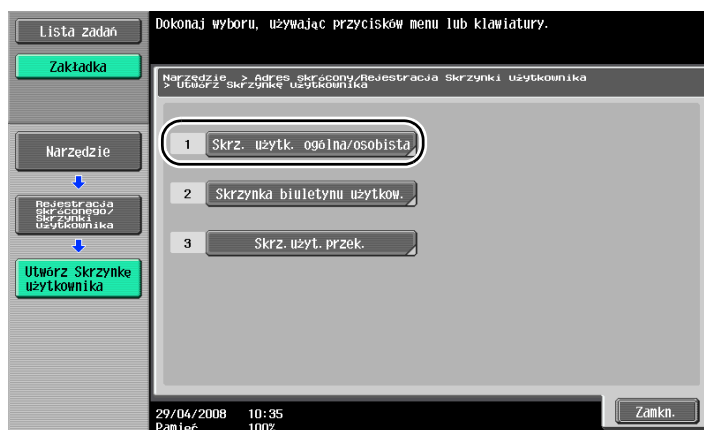 Lista zadań
Zakładka
Narzędzie
Rejestracja
skróconego/
Skrzynki
użytkownika
Utwórz Skrzynkę
użytkownika
Dokonaj wyboru, używając przycisków menu lub klawiatury.
Narzędzie > Adres skrócony/Rejestracja Skrzynki użytkownika
> Utwórz Skrzynkę użytkownika
1 Skrz. użytk. ogólna/osobista
2 Skrzynka biuletynu użytkow.
3 Skrz.użyt.przek.
29/04/2008 10:35
Pamięć 100%
Zamkn.